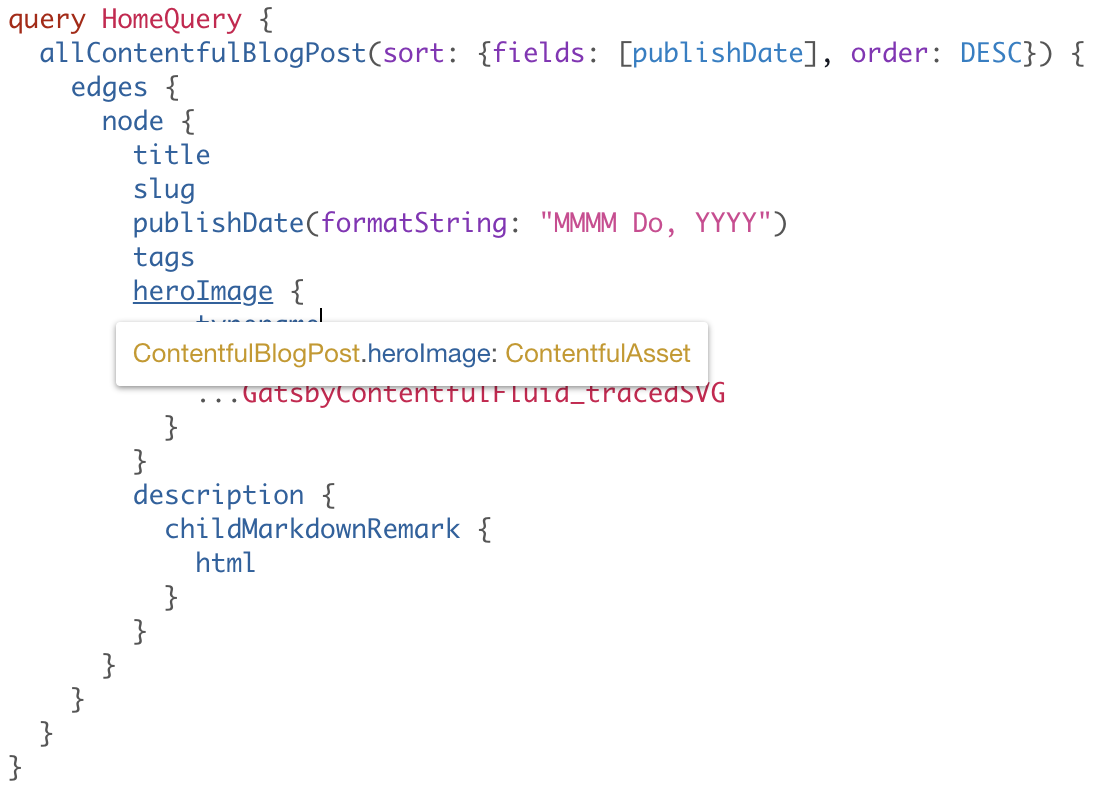 query HomeQuery {
allContentfulBlogPost(sort: {fields: [publishDate], order: DESC}) {
edges {
node {
title
slug
publishDate(formatString: "MMMM Do, YYYY")
tags
heroImage {
ContentfulBlogPost.heroImage: ContentfulAsset
...GatsbyContentfulFluid_tracedSVG
}
}
description {
childMarkdownRemark {
html
}
}
}
}
}
}